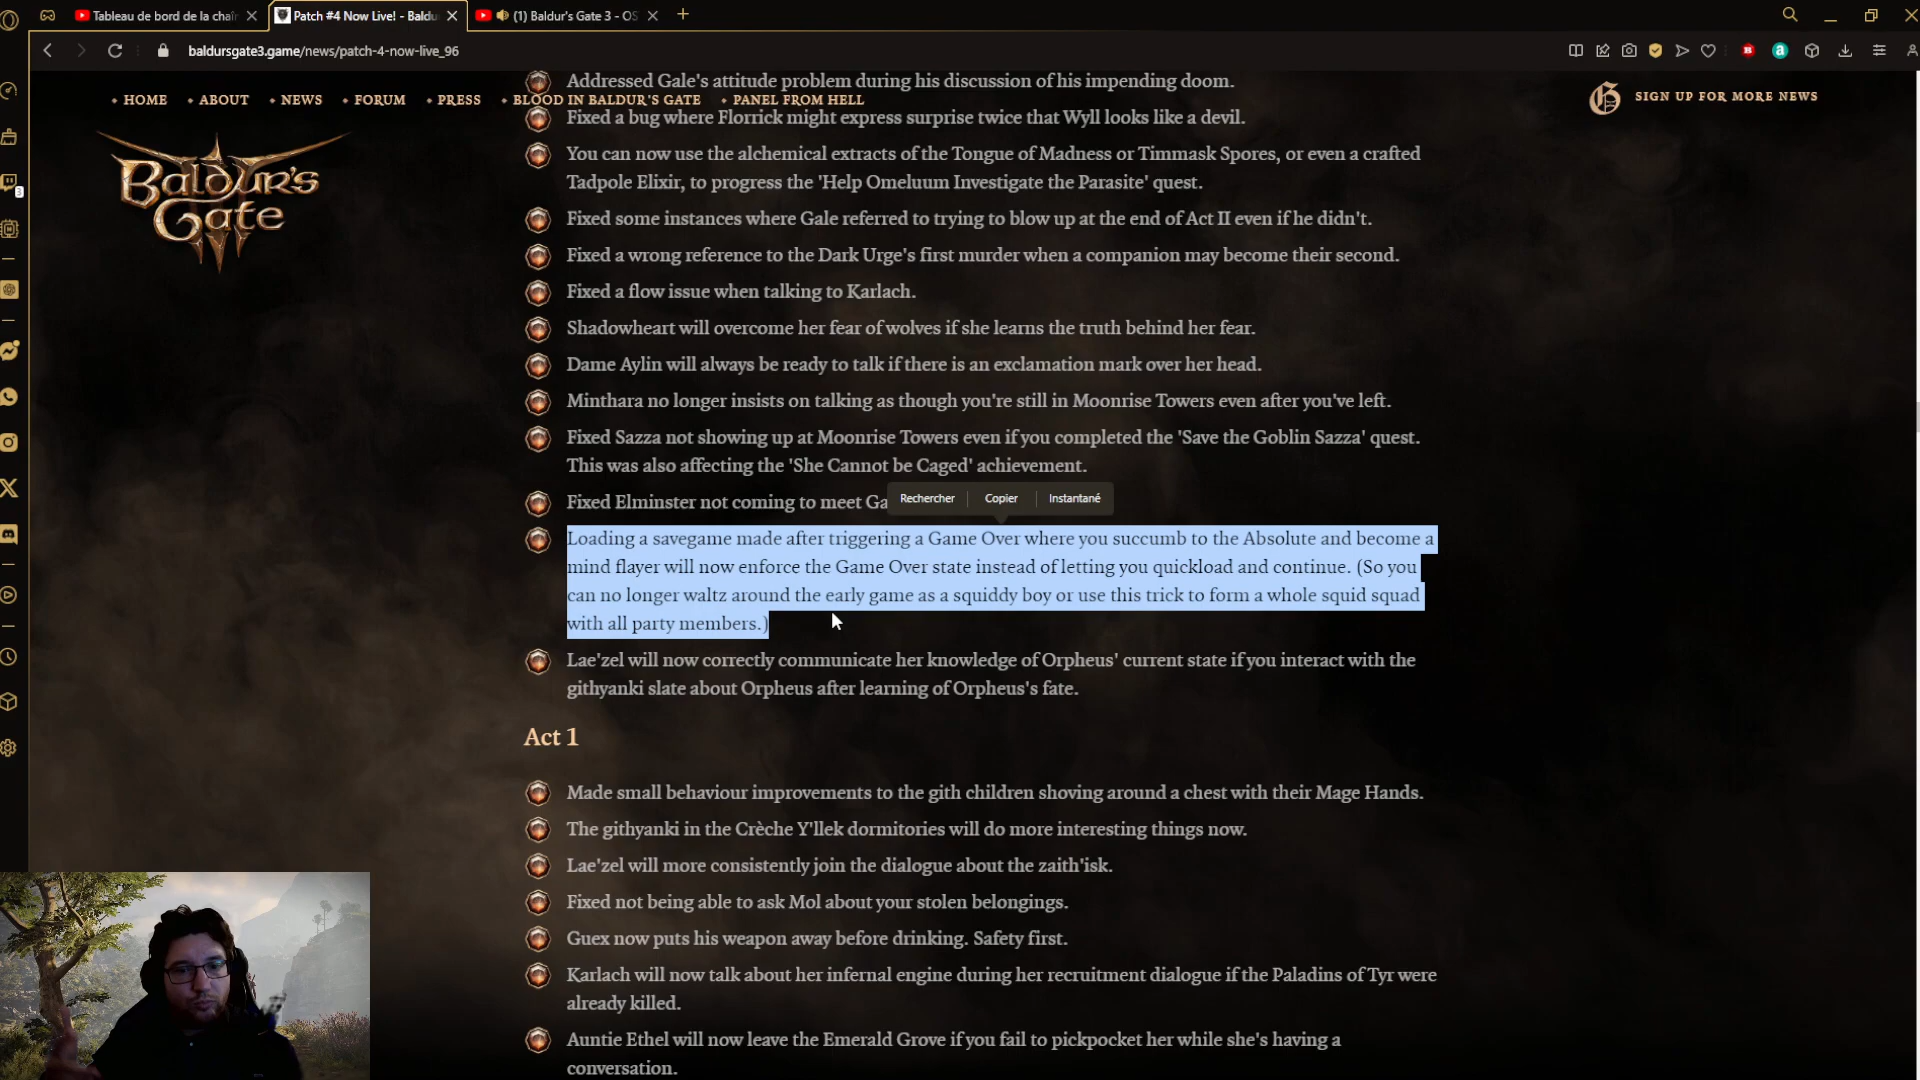 Tableau de bord de la chaîn
Patch #4 Now Live! - Baldu
(1) Baldur's Gate 3 - OS
baldursgate3.game/news/patch-4-now-live_96
Addressed Gale's attitude problem during his discussion of his impending doom.
HOME
ABOUT
NEWS
FORUM
PRESS
BLOOD IN BALDUR'S GATE
PANEL FROM HELL
SIGN UP FOR MORE NEWS
BALDUR'S
GATE
Fixed a bug where Florrick might express surprise twice that Wyll looks like a devil.
You can now use the alchemical extracts of the Tongue of Madness or Timmask Spores, or even a crafted
Tadpole Elixir, to progress the 'Help Omeluum Investigate the Parasite' quest.
3
Fixed some instances where Gale referred to trying to blow up at the end of Act II even if he didn't.
Fixed a wrong reference to the Dark Urge's first murder when a companion may become their second.
Fixed a flow issue when talking to Karlach.
Shadowheart will overcome her fear of wolves if she learns the truth behind her fear.
Dame Aylin will always be ready to talk if there is an exclamation mark over her head.
Minthara no longer insists on talking as though you're still in Moonrise Towers even after you've left.
Fixed Sazza not showing up at Moonrise Towers even if you completed the 'Save the Goblin Sazza' quest.
This was also affecting the 'She Cannot be Caged' achievement.
Fixed Elminster not coming to meet Ga
Rechercher
Copier
Instantané
Loading a savegame made after triggering a Game Over where you succumb to the Absolute and become a
mind flayer will now enforce the Game Over state instead of letting you quickload and continue. (So you
can no longer waltz around the early game as a squiddy boy or use this trick to form a whole squid squad
with all party members.)
Lae'zel will now correctly communicate her knowledge of Orpheus' current state if you interact with the
githyanki slate about Orpheus after learning of Orpheus's fate.
Act 1
Made small behaviour improvements to the gith children shoving around a chest with their Mage Hands.
The githyanki in the Crèche Y'llek dormitories will do more interesting things now.
Lae'zel will more consistently join the dialogue about the zaith'isk.
Fixed not being able to ask Mol about your stolen belongings.
Guex now puts his weapon away before drinking. Safety first.
Karlach will now talk about her infernal engine during her recruitment dialogue if the Paladins of Tyr were
already killed.
Auntie Ethel will now leave the Emerald Grove if you fail to pickpocket her while she's having a
conversation.